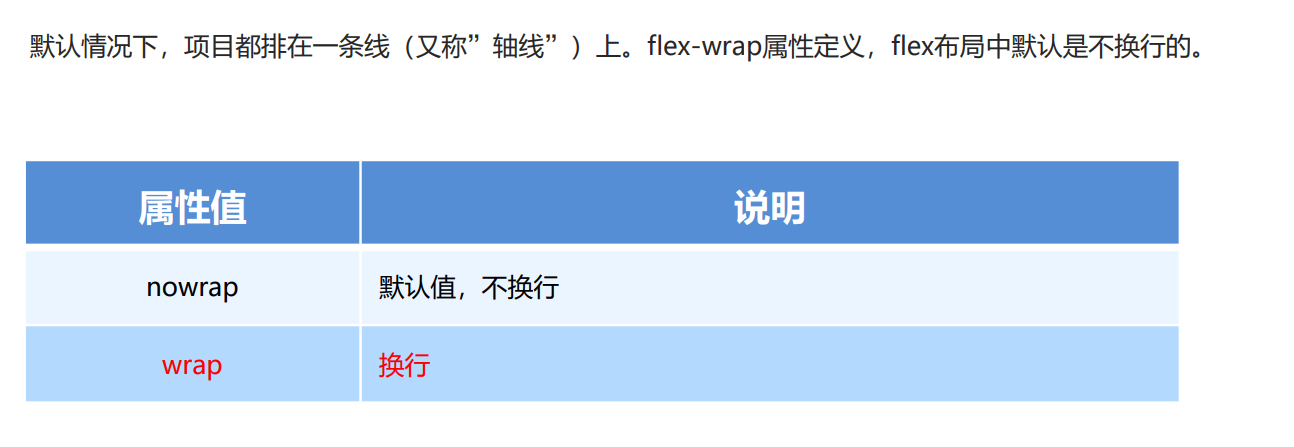 默认情况下，项目都排在一条线（又称”轴线”）上。flex-wrap属性定义，flex布局中默认是不换行的。
属性值 说明
nowrap 默认值，不换行
wrap 换行